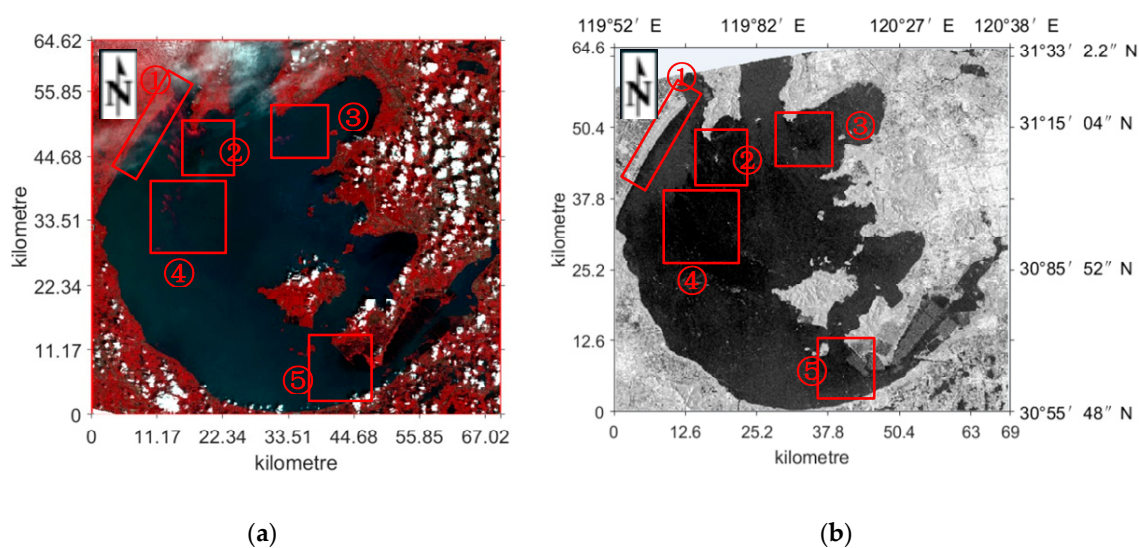 119°52′ E 119°82′ E 120°27′ E 120°38′ E
64.62
55.85
44.68
33.51
22.34
11.17
0
kilometre
N
①
②
③
④
⑤
0 11.17 22.34 33.51 44.68 55.85 67.02
kilometre
(a)
64.6
50.4
37.8
25.2
12.6
0
kilometre
N
①
②
③
④
⑤
31°33′ 2.2″ N
31°15′ 04″ N
30°85′ 52″ N
30°55′ 48″ N
0 12.6 25.2 37.8 50.4 63 69
kilometre
(b)